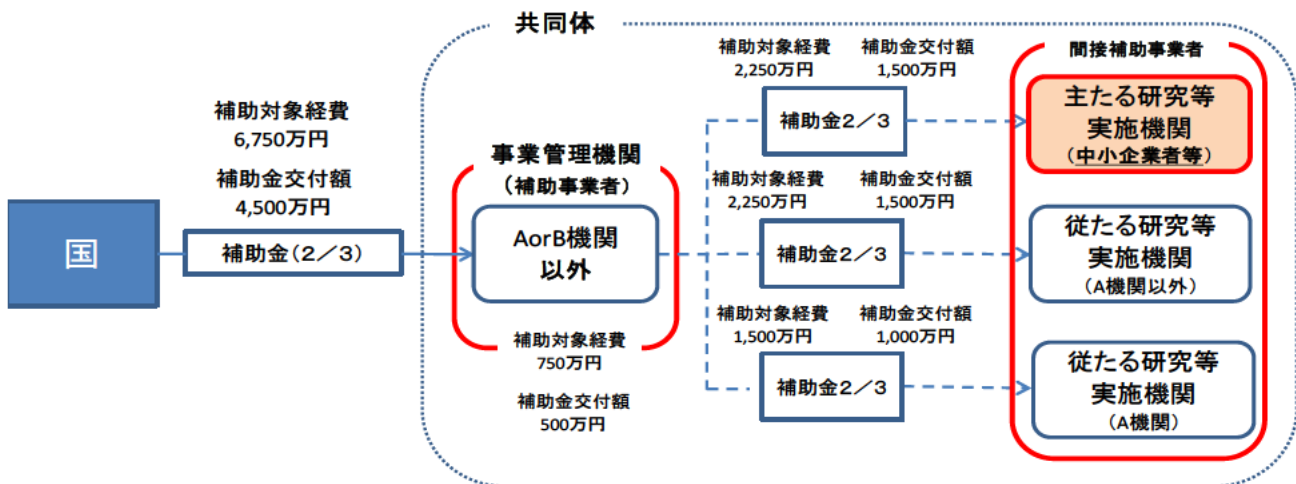 共同体
補助対象経費
6,750万円
補助金交付額
4,500万円
国
補助金(2/3)
事業管理機関
(補助事業者)
AorB機関
以外
補助対象経費
750万円
補助金交付額
500万円
補助対象経費
2,250万円
補助金交付額
1,500万円
補助金2/3
補助対象経費
2,250万円
補助金交付額
1,500万円
補助金2/3
補助対象経費
1,500万円
補助金交付額
1,000万円
補助金2/3
間接補助事業者
主たる研究等
実施機関
(中小企業者等)
従たる研究等
実施機関
(A機関以外)
従たる研究等
実施機関
(A機関)